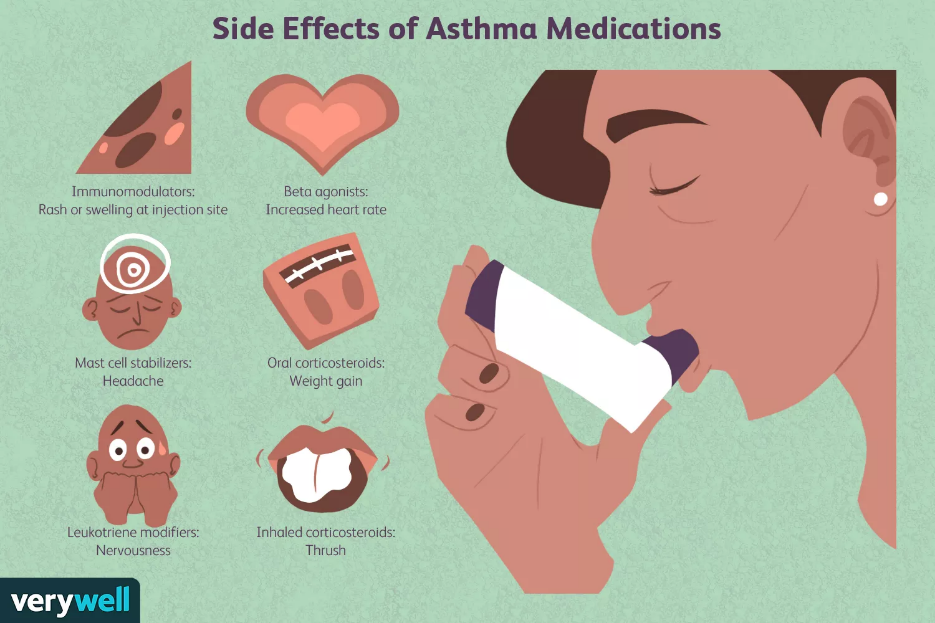 Side Effects of Asthma Medications
Immunomodulators:
Rash or swelling at injection site
Beta agonists:
Increased heart rate
Mast cell stabilizers:
Headache
Oral corticosteroids:
Weight gain
Leukotriene modifiers:
Nervousness
Inhaled corticosteroids:
Thrush
verywell